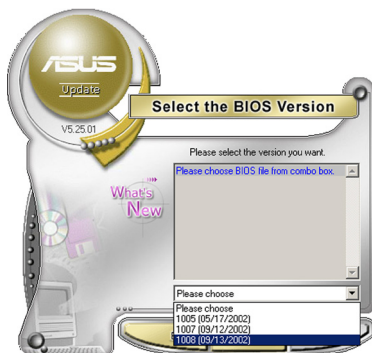 ASUS
Update
V5.25.01
Select the BIOS Version
Please select the version you want.
What's
New
Please choose BIOS file from combo box.
Please choose
Please choose
1005 (05/17/2002)
1007 (09/12/2002)
1008 (09/13/2002)